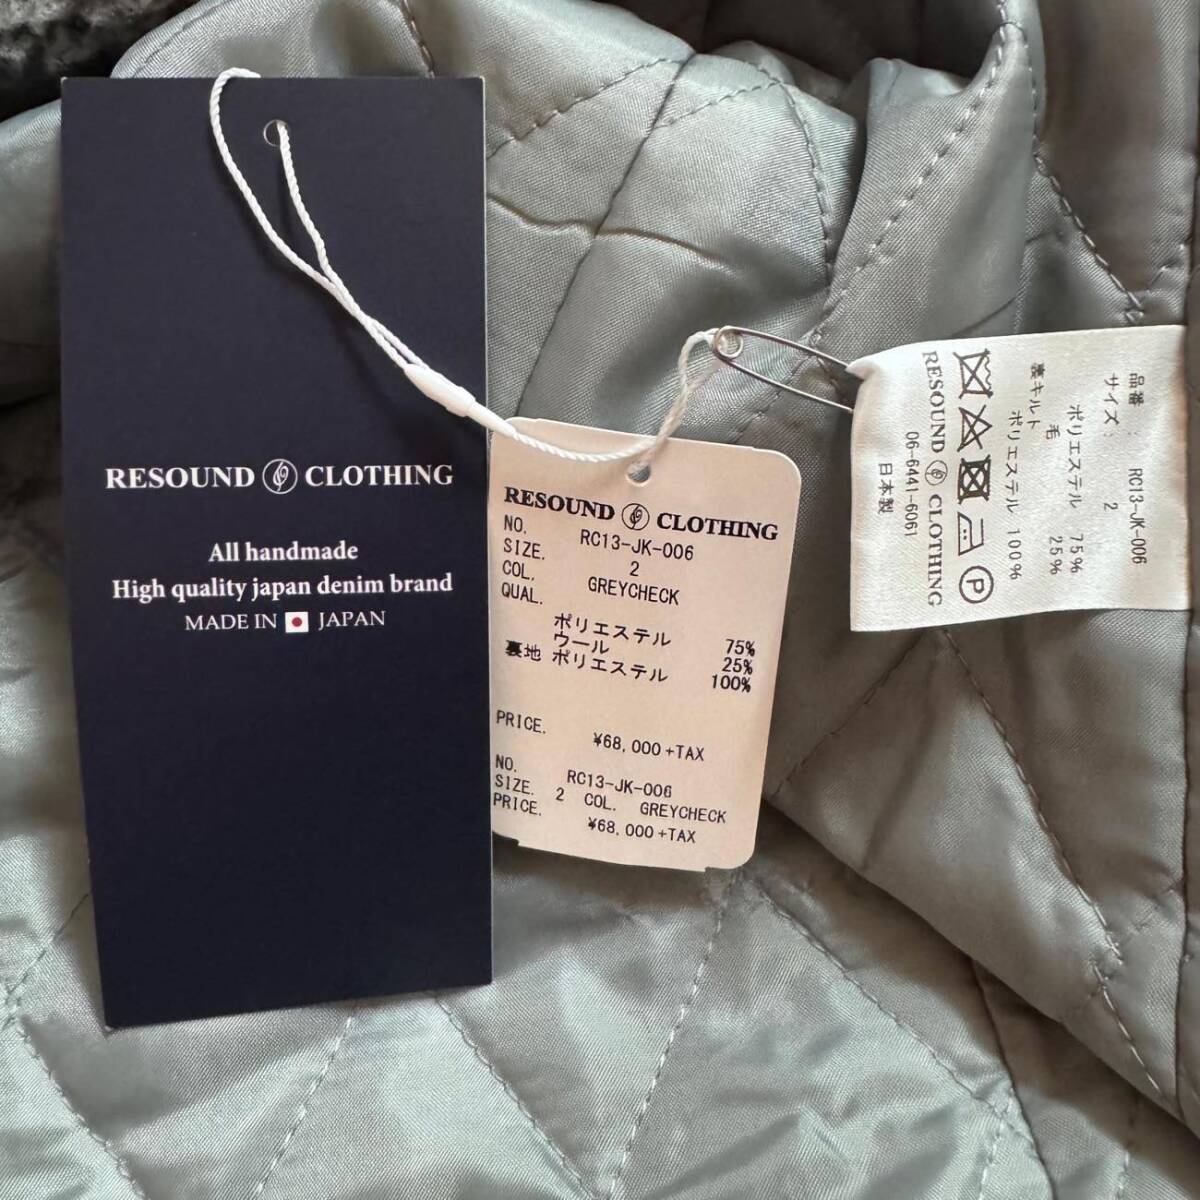 RESOUND CLOTHING
All handmade
High quality japan denim brand
MADE IN JAPAN
RESOUND CLOTHING
NO. RC13-JK-006
SIZE. 2
COL. GREYCHECK
QUAL.
ポリエステル 75%
ウール 25%
裏地 ポリエステル 100%
PRICE. ¥68,000+TAX
NO. RC13-JK-006
SIZE. 2 COL. GREYCHECK
PRICE. ¥68,000+TAX
品番 : RC13-JK-006
サイズ : 2
ポリエステル 75%
毛 25%
裏キルト
ポリエステル 100%
P
RESOUND CLOTHING
06-6441-6061
日本製